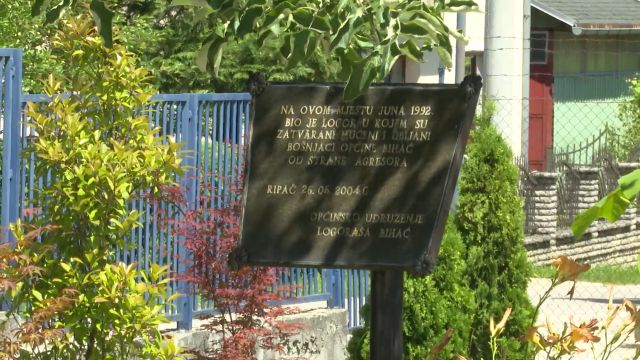 NA OVOM MJESTU JUNA 1992.
BIO JE LOGOR U KOJEM SU
ZATVARANI MUČENI I UBIJANI
BOŠNJACI OPĆINE BIHAĆ
OD STRANE AGRESORA
RIPAČ 25. 06. 2004.G
OPĆINSKO UDRUŽENJE
LOGORAŠA BIHAĆ